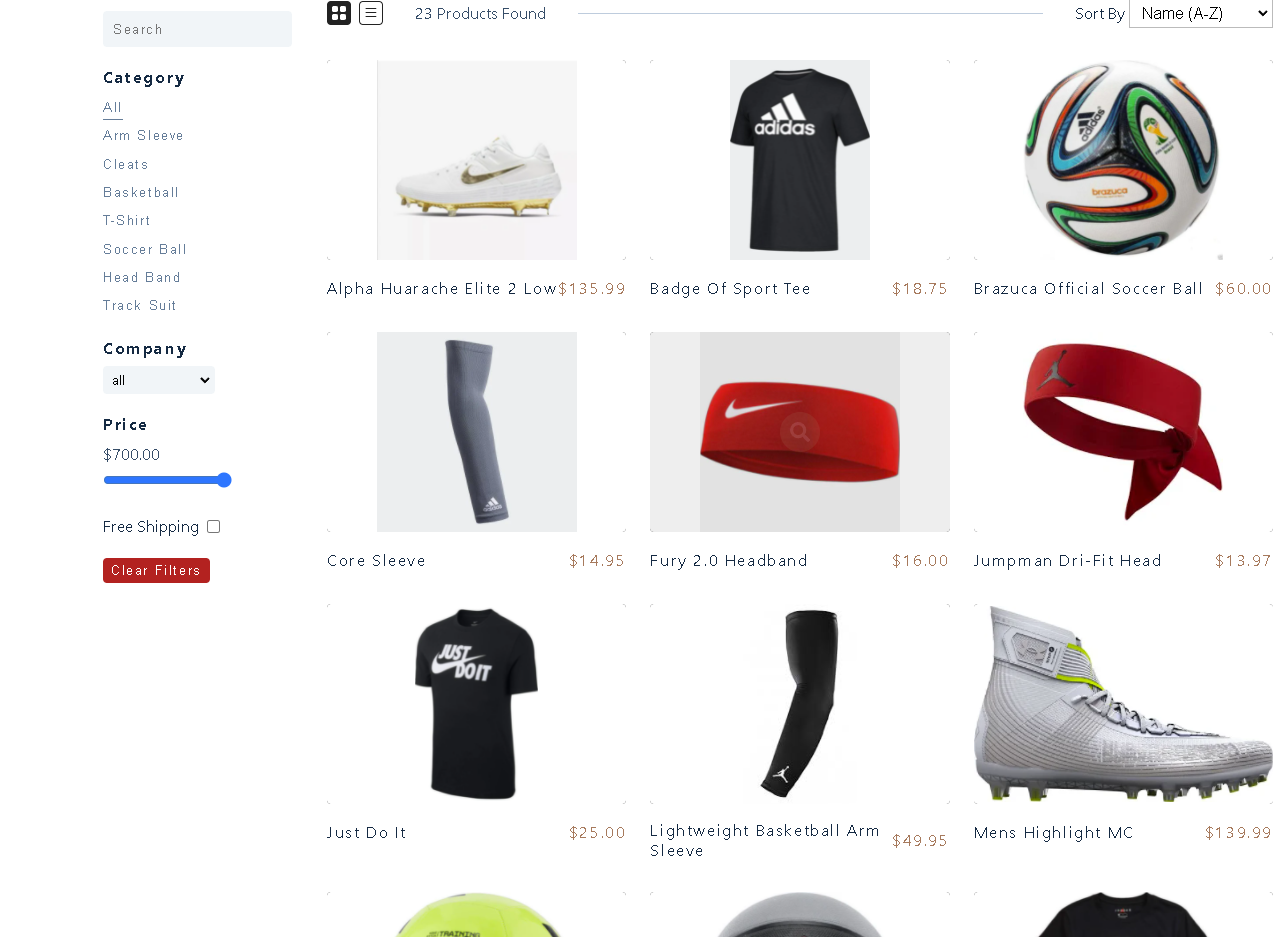 Search
Category
All
Arm Sleeve
Cleats
Basketball
T-Shirt
Soccer Ball
Head Band
Track Suit
Company
all
Price
$700.00
Free Shipping
Clear Filters
23 Products Found
Sort By
Name (A-Z)
adidas
adidas
brazuca
Alpha Huarache Elite 2 Low
$135.99
Badge Of Sport Tee
$18.75
Brazuca Official Soccer Ball
$60.00
adidas
Core Sleeve
$14.95
Fury 2.0 Headband
$16.00
Jumpman Dri-Fit Head
$13.97
JUST
DO IT
Just Do It
$25.00
Lightweight Basketball Arm
Sleeve
$49.95
Mens Highlight MC
$139.99
TRAINING